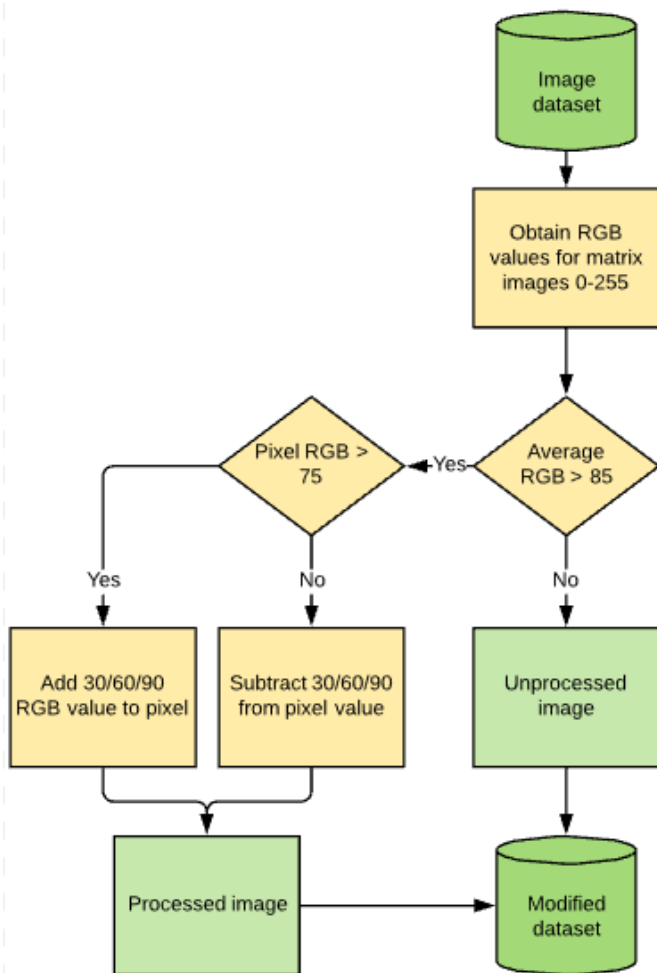 Image
dataset
Obtain RGB
values for matrix
images 0-255
Pixel RGB >
75
Yes
Average
RGB > 85
Yes
No
No
Add 30/60/90
RGB value to pixel
Subtract 30/60/90
from pixel value
Unprocessed
image
Processed image
Modified
dataset